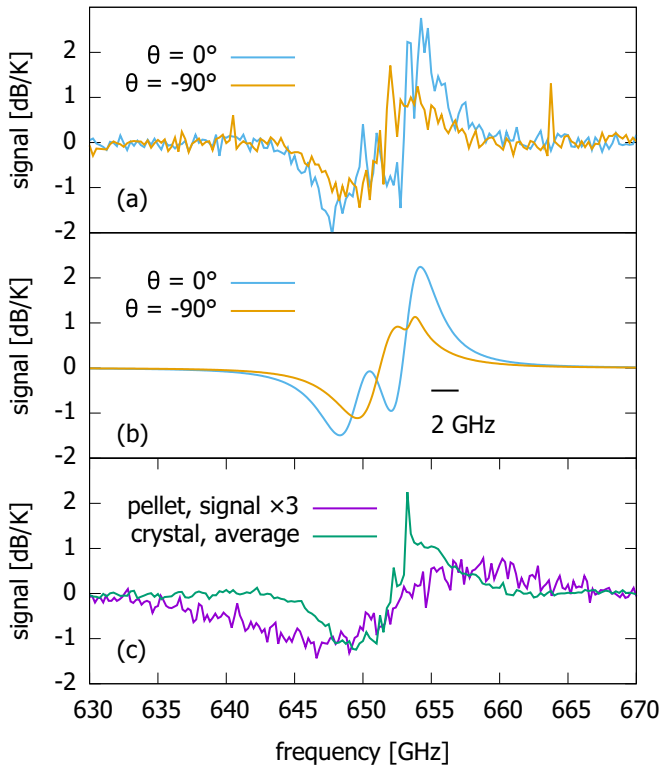 2
1
0
-1
-2
signal [dB/K]
θ = 0°
θ = -90°
(a)
2
1
0
-1
-2
signal [dB/K]
θ = 0°
θ = -90°
2 GHz
(b)
2
1
0
-1
-2
signal [dB/K]
pellet, signal ×3
crystal, average
(c)
630 635 640 645 650 655 660 665 670
frequency [GHz]